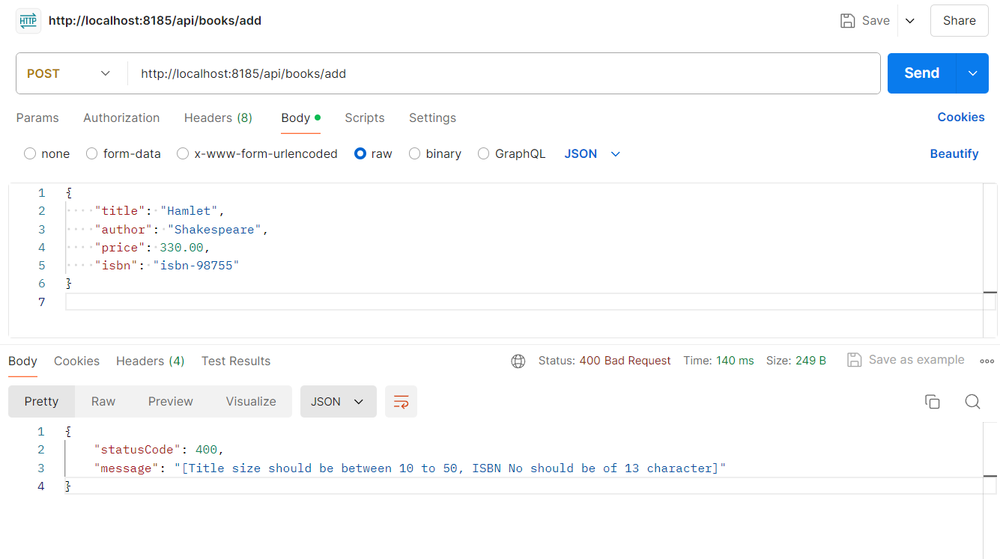 HTTP http://localhost:8185/api/books/add Save Share
POST http://localhost:8185/api/books/add Send
Params Authorization Headers (8) Body Scripts Settings Cookies
none form-data x-www-form-urlencoded raw binary GraphQL JSON Beautify
1 {
2 "title": "Hamlet",
3 "author": "Shakespeare",
4 "price": 330.00,
5 "isbn": "isbn-98755"
6 }
7
Body Cookies Headers (4) Test Results Status: 400 Bad Request Time: 140 ms Size: 249 B Save as example
Pretty Raw Preview Visualize JSON
1 {
2 "statusCode": 400,
3 "message": "[Title size should be between 10 to 50, ISBN No should be of 13 character]"
4 }